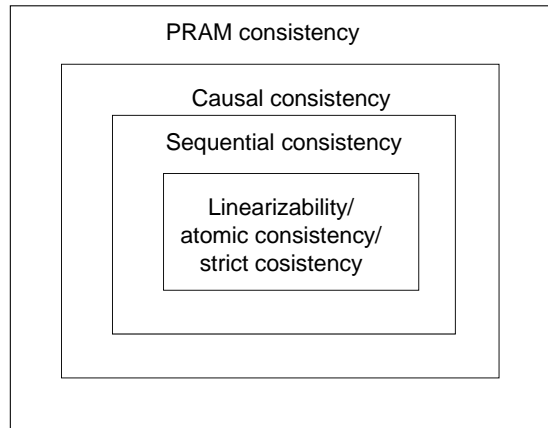 PRAM consistency
Causal consistency
Sequential consistency
Linearizability/
atomic consistency/
strict cosistency